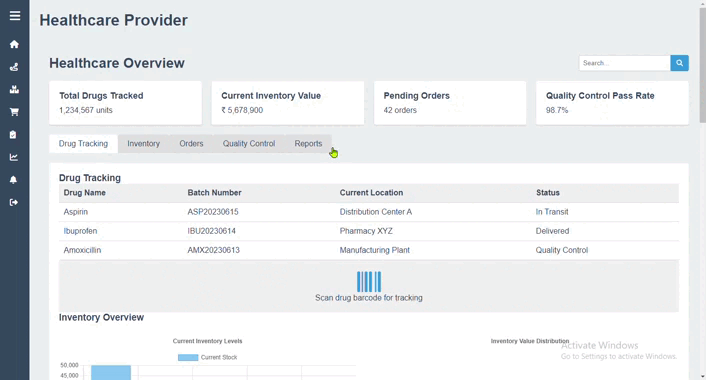 Healthcare Provider
Healthcare Overview
Search...
Total Drugs Tracked
1,234,567 units
Current Inventory Value
₹ 5,678,900
Pending Orders
42 orders
Quality Control Pass Rate
98.7%
Drug Tracking Inventory Orders Quality Control Reports
Drug Tracking
Drug Name Batch Number Current Location Status
Aspirin ASP20230615 Distribution Center A In Transit
Ibuprofen IBU20230614 Pharmacy XYZ Delivered
Amoxicillin AMX20230613 Manufacturing Plant Quality Control
Scan drug barcode for tracking
Inventory Overview
Current Inventory Levels
Current Stock
50,000
45,000
Inventory Value Distribution
Activate Windows
Go to Settings to activate Windows.